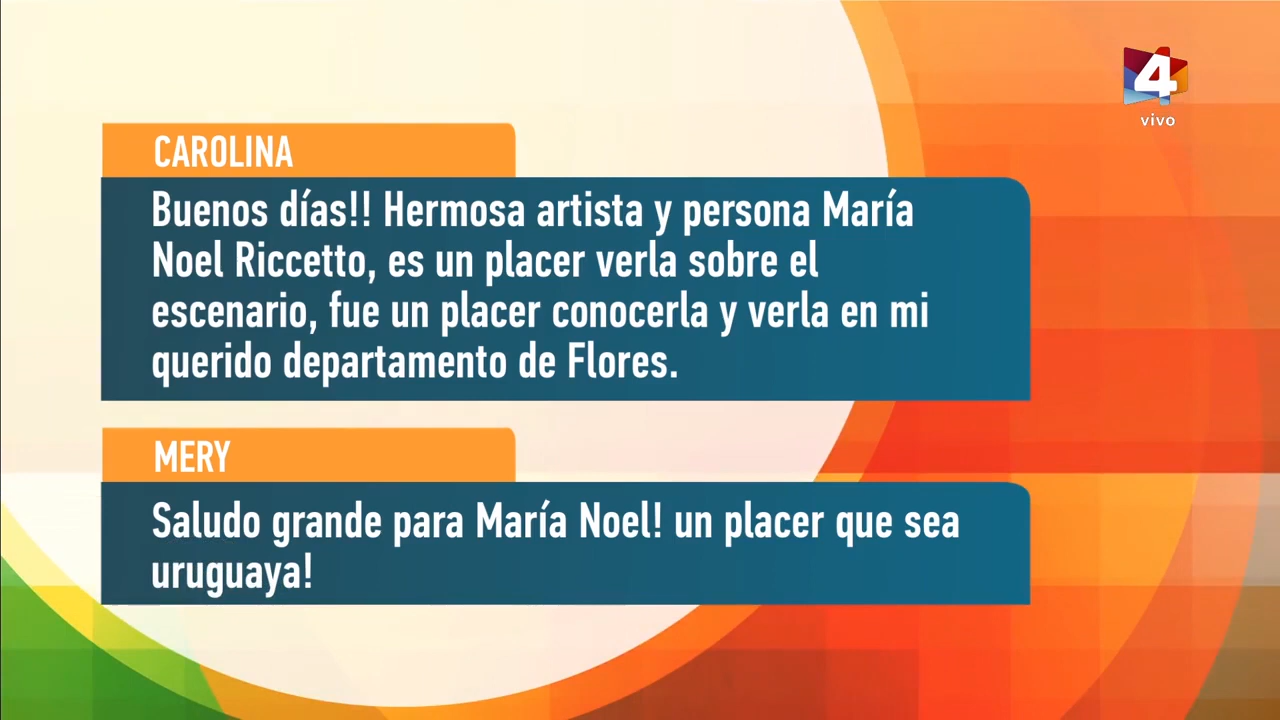 4
vivo
CAROLINA
Buenos días!! Hermosa artista y persona María
Noel Riccetto, es un placer verla sobre el
escenario, fue un placer conocerla y verla en mi
querido departamento de Flores.
MERY
Saludo grande para María Noel! un placer que sea
uruguaya!